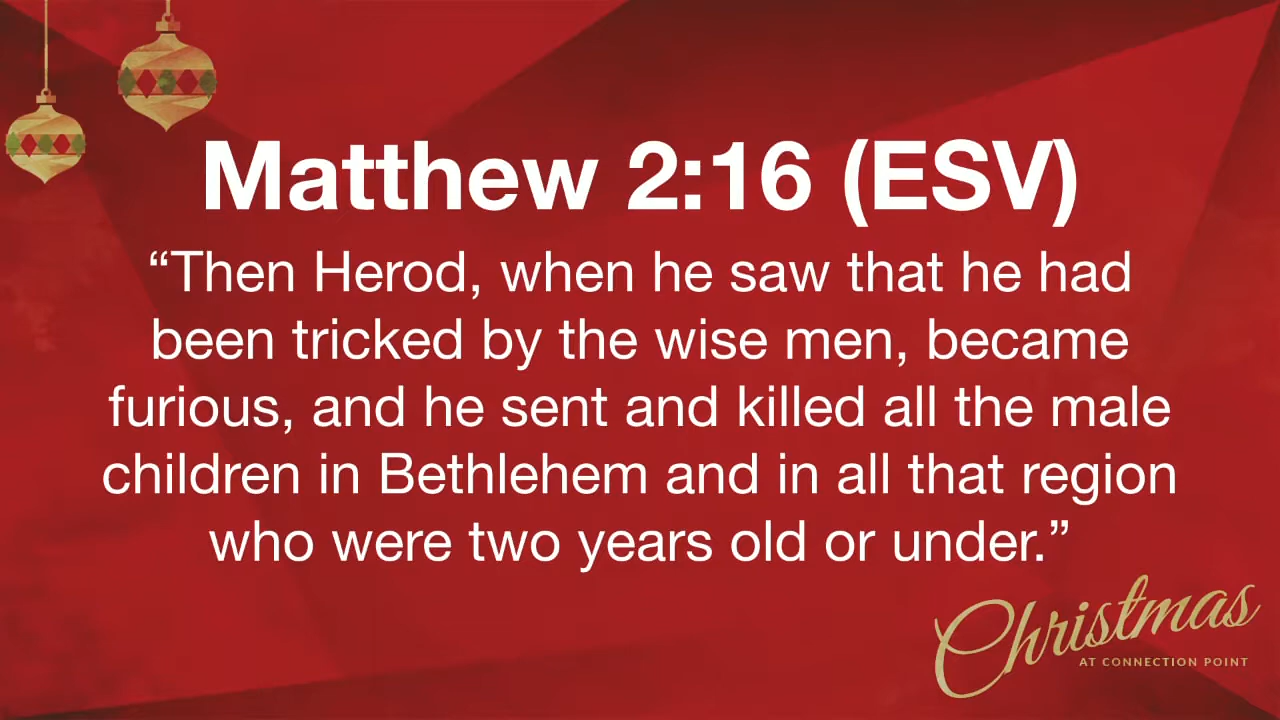 Matthew 2:16 (ESV)
“Then Herod, when he saw that he had
been tricked by the wise men, became
furious, and he sent and killed all the male
children in Bethlehem and in all that region
who were two years old or under.”
Christmas
AT CONNECTION POINT